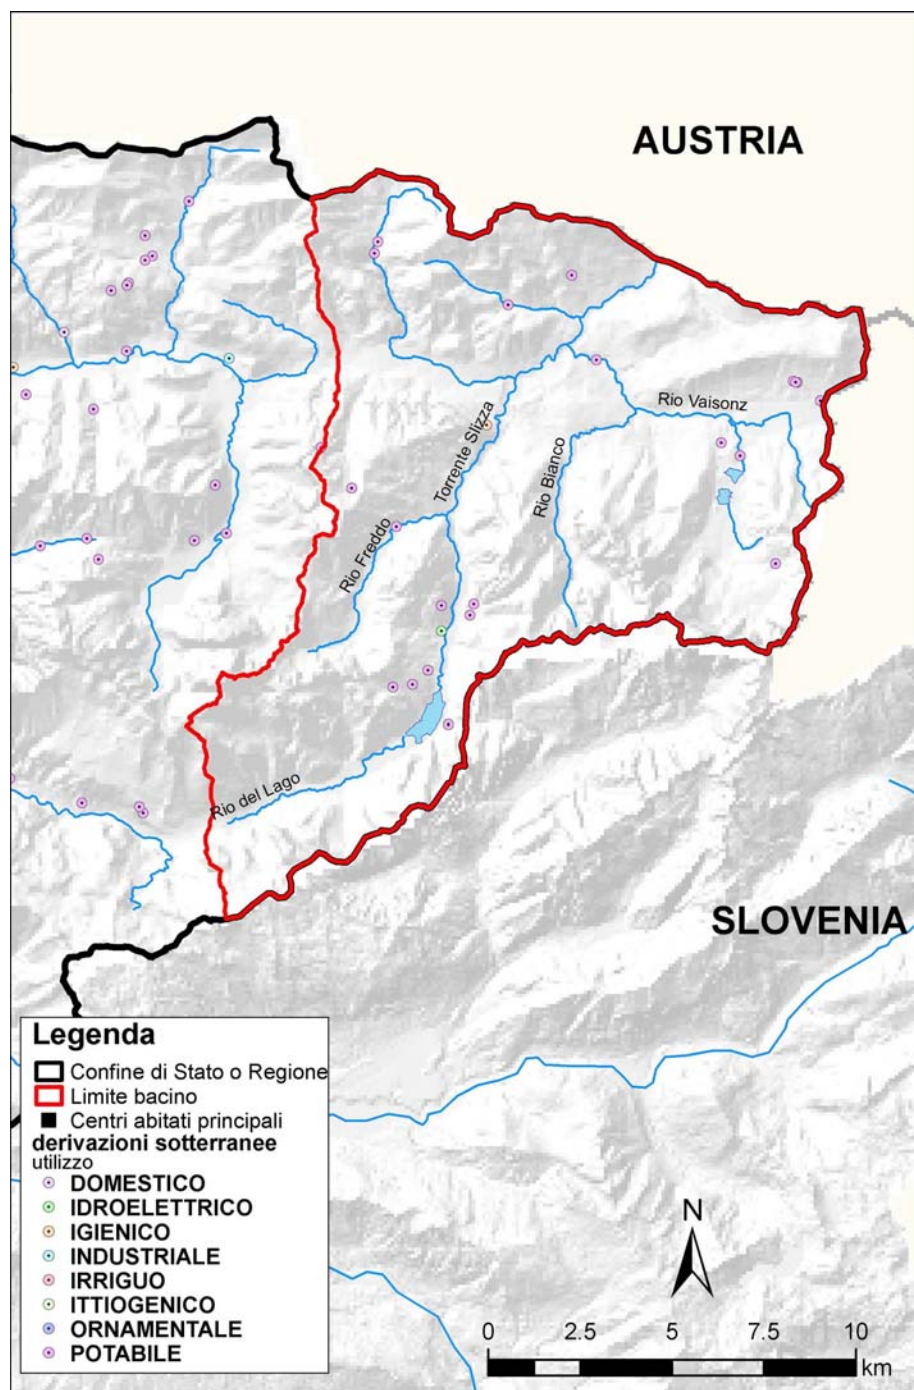 AUSTRIA
Rio Vaisonz
Torrente Slizza
Rio Bianco
Rio Freddo
Rio del Lago
SLOVENIA
Legenda
Confine di Stato o Regione
Limite bacino
Centri abitati principali
derivazioni sotterranee
utilizzo
DOMESTICO
IDROELETTRICO
IGIENICO
INDUSTRIALE
IRRIGUO
ITTIOGENICO
ORNAMENTALE
POTABILE
N
0 2.5 5 7.5 10
km